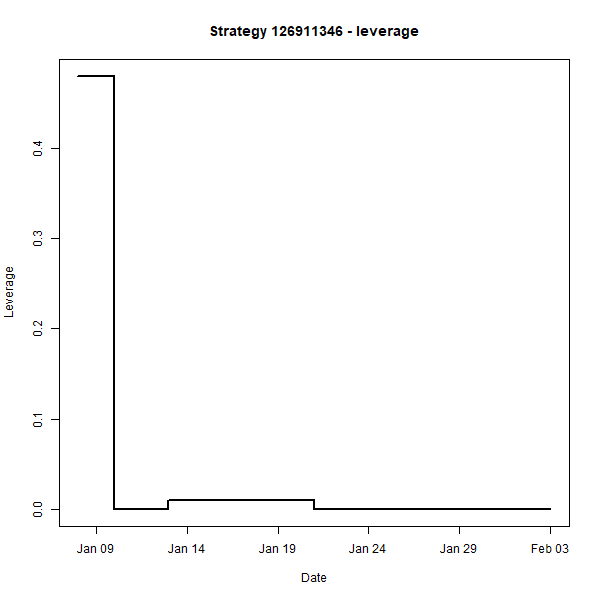 Strategy 126911346 - leverage
Leverage
0.4
0.3
0.2
0.1
0.0
Jan 09 Jan 14 Jan 19 Jan 24 Jan 29 Feb 03
Date